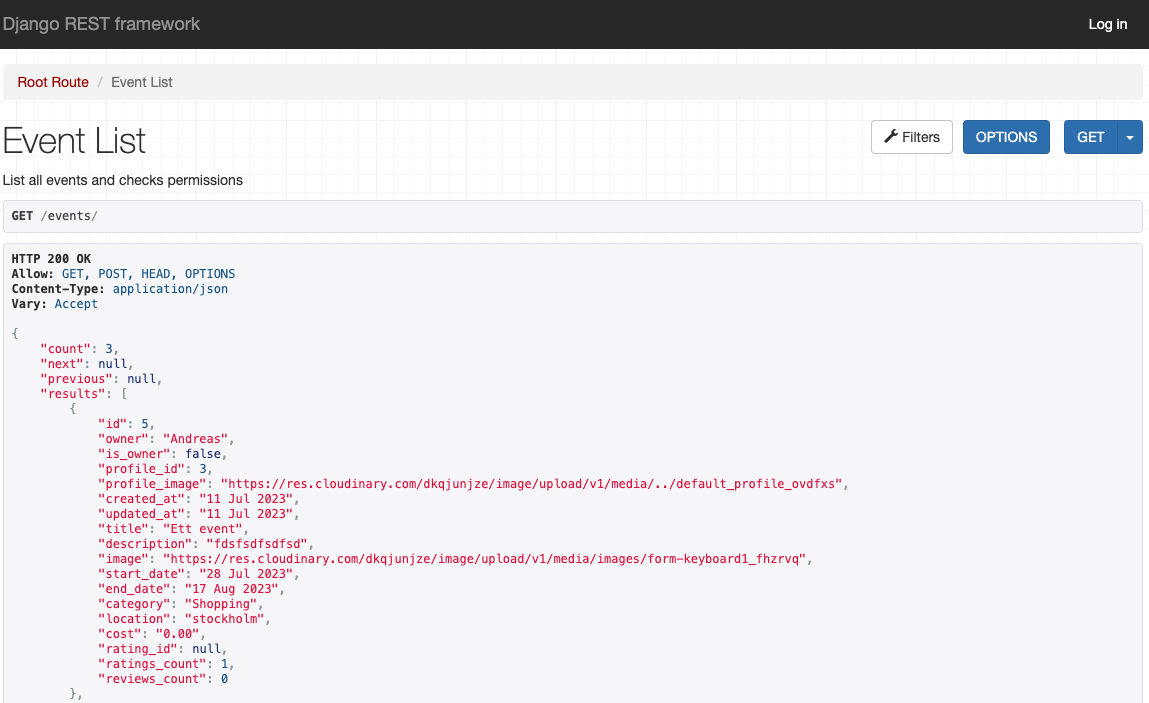 Django REST framework
Log in
Root Route / Event List
Event List
Filters
OPTIONS
GET
List all events and checks permissions
GET /events/
HTTP 200 OK
Allow: GET, POST, HEAD, OPTIONS
Content-Type: application/json
Vary: Accept
{
    "count": 3,
    "next": null,
    "previous": null,
    "results": [
        {
            "id": 5,
            "owner": "Andreas",
            "is_owner": false,
            "profile_id": 3,
            "profile_image": "https://res.cloudinary.com/dkqjunjze/image/upload/v1/media/../default_profile_ovdfxs",
            "created_at": "11 Jul 2023",
            "updated_at": "11 Jul 2023",
            "title": "Ett event",
            "description": "fdsfsdfsdfsd",
            "image": "https://res.cloudinary.com/dkqjunjze/image/upload/v1/media/images/form-keyboard1_fhzrvq",
            "start_date": "28 Jul 2023",
            "end_date": "17 Aug 2023",
            "category": "Shopping",
            "location": "stockholm",
            "cost": "0.00",
            "rating_id": null,
            "ratings_count": 1,
            "reviews_count": 0
        },